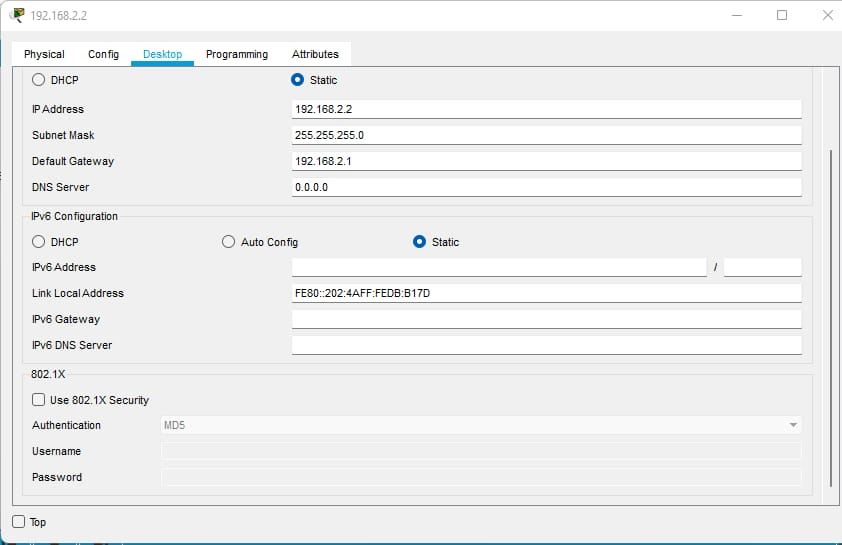 192.168.2.2
Physical Config Desktop Programming Attributes
DHCP Static
IP Address 192.168.2.2
Subnet Mask 255.255.255.0
Default Gateway 192.168.2.1
DNS Server 0.0.0.0
IPv6 Configuration
DHCP Auto Config Static
IPv6 Address /
Link Local Address FE80::202:4AFF:FEDB:B17D
IPv6 Gateway
IPv6 DNS Server
802.1X
Use 802.1X Security
Authentication MD5
Username
Password
Top